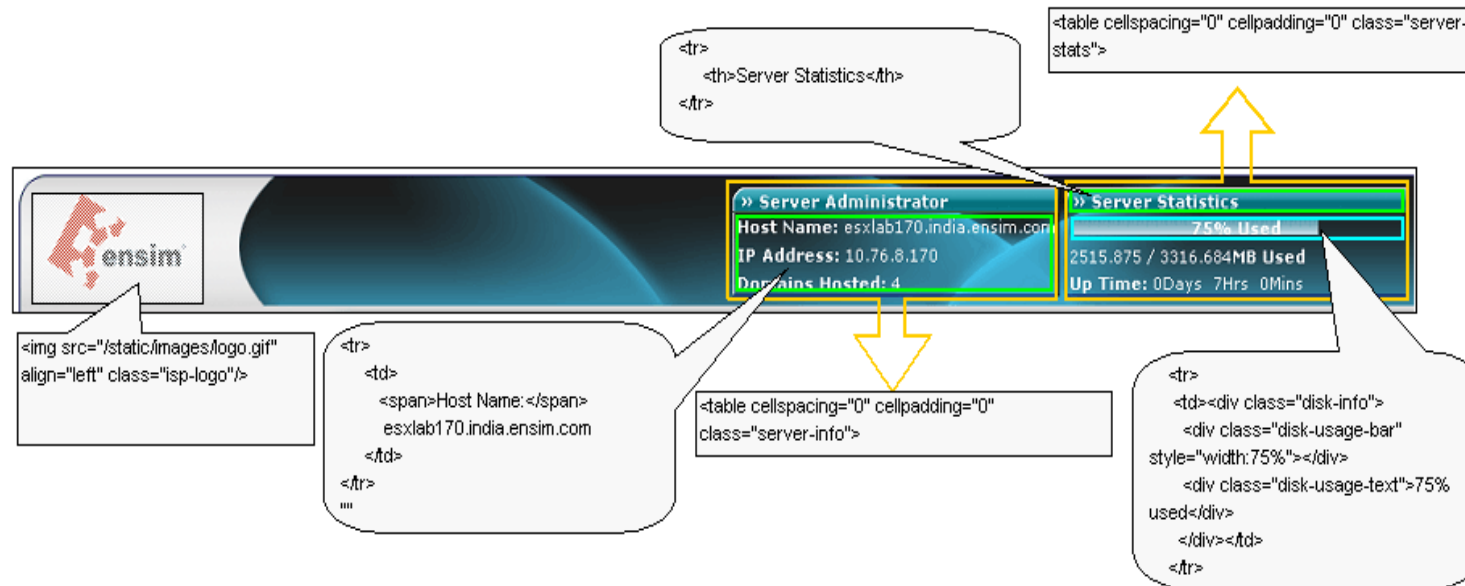 <table cellspacing="0" cellpadding="0" class="server-
stats">
<tr>
<th>Server Statistics</th>
</tr>
ensim
» Server Administrator
Host Name: esxlab170.india.ensim.com
IP Address: 10.76.8.170
Domains Hosted: 4
» Server Statistics
75% Used
2515.875 / 3316.684MB Used
Up Time: 0Days 7Hrs 0Mins
<img src="/static/images/logo.gif"
align="left" class="isp-logo"/>
<tr>
<td>
<span>Host Name:</span>
esxlab170.india.ensim.com
</td>
</tr>
""
<table cellspacing="0" cellpadding="0"
class="server-info">
<tr>
<td><div class="disk-info">
<div class="disk-usage-bar"
style="width:75%"></div>
<div class="disk-usage-text">75%
used</div>
</div></td>
</tr>